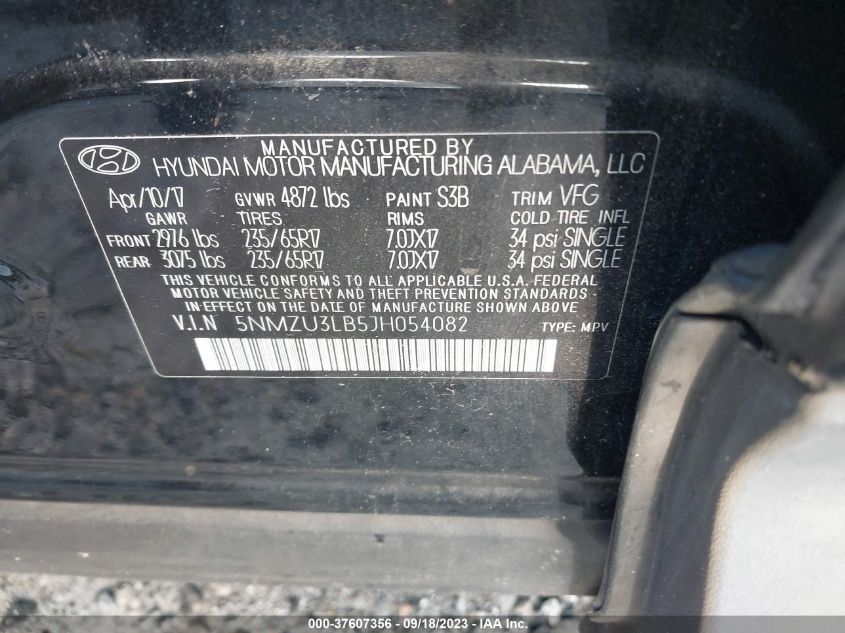 MANUFACTURED BY
HYUNDAI MOTOR MANUFACTURING ALABAMA, LLC
Apr/10/17 GVWR 4872 lbs PAINT S3B TRIM VFG
GAWR TIRES RIMS COLD TIRE INFL
FRONT 2976 lbs 235/65R17 7.0JX17 34 psi SINGLE
REAR 3075 lbs 235/65R17 7.0JX17 34 psi SINGLE
THIS VEHICLE CONFORMS TO ALL APPLICABLE U.S.A. FEDERAL
MOTOR VEHICLE SAFETY AND THEFT PREVENTION STANDARDS
IN EFFECT ON THE DATE OF MANUFACTURE SHOWN ABOVE
V.I.N 5NMZU3LB5JH054082 TYPE: MPV
000-37607356 - 09/18/2023 - IAA, Inc.